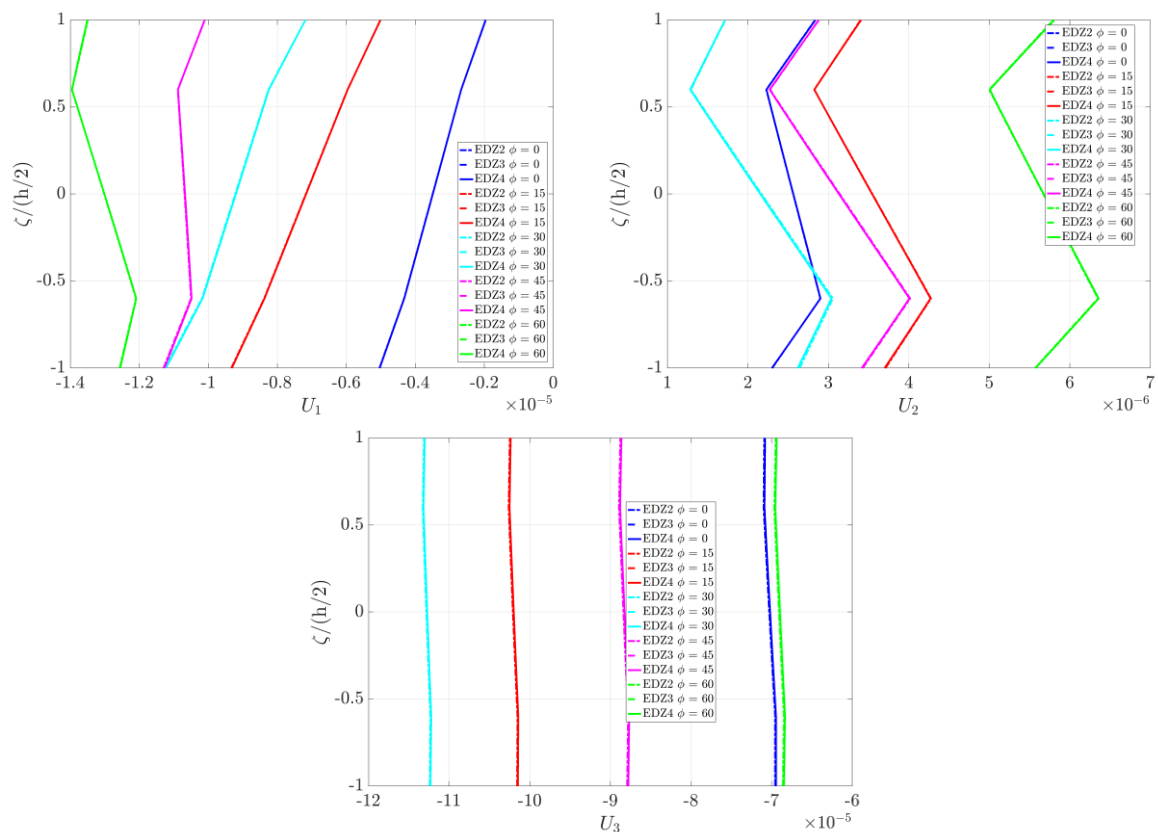 1
0.5
0
-0.5
-1
ζ/(h/2)
EDZ2 ϕ = 0
EDZ3 ϕ = 0
EDZ4 ϕ = 0
EDZ2 ϕ = 15
EDZ3 ϕ = 15
EDZ4 ϕ = 15
EDZ2 ϕ = 30
EDZ3 ϕ = 30
EDZ4 ϕ = 30
EDZ2 ϕ = 45
EDZ3 ϕ = 45
EDZ4 ϕ = 45
EDZ2 ϕ = 60
EDZ3 ϕ = 60
EDZ4 ϕ = 60
-1.4 -1.2 -1 -0.8 -0.6 -0.4 -0.2 0
U₁ ×10⁻⁵
1
0.5
0
-0.5
-1
ζ/(h/2)
EDZ2 ϕ = 0
EDZ3 ϕ = 0
EDZ4 ϕ = 0
EDZ2 ϕ = 15
EDZ3 ϕ = 15
EDZ4 ϕ = 15
EDZ2 ϕ = 30
EDZ3 ϕ = 30
EDZ4 ϕ = 30
EDZ2 ϕ = 45
EDZ3 ϕ = 45
EDZ4 ϕ = 45
EDZ2 ϕ = 60
EDZ3 ϕ = 60
EDZ4 ϕ = 60
1 2 3 4 5 6 7
U₂ ×10⁻⁶
1
0.5
0
-0.5
-1
ζ/(h/2)
EDZ2 ϕ = 0
EDZ3 ϕ = 0
EDZ4 ϕ = 0
EDZ2 ϕ = 15
EDZ3 ϕ = 15
EDZ4 ϕ = 15
EDZ2 ϕ = 30
EDZ3 ϕ = 30
EDZ4 ϕ = 30
EDZ2 ϕ = 45
EDZ3 ϕ = 45
EDZ4 ϕ = 45
EDZ2 ϕ = 60
EDZ3 ϕ = 60
EDZ4 ϕ = 60
-12 -11 -10 -9 -8 -7 -6
U₃ ×10⁻⁵